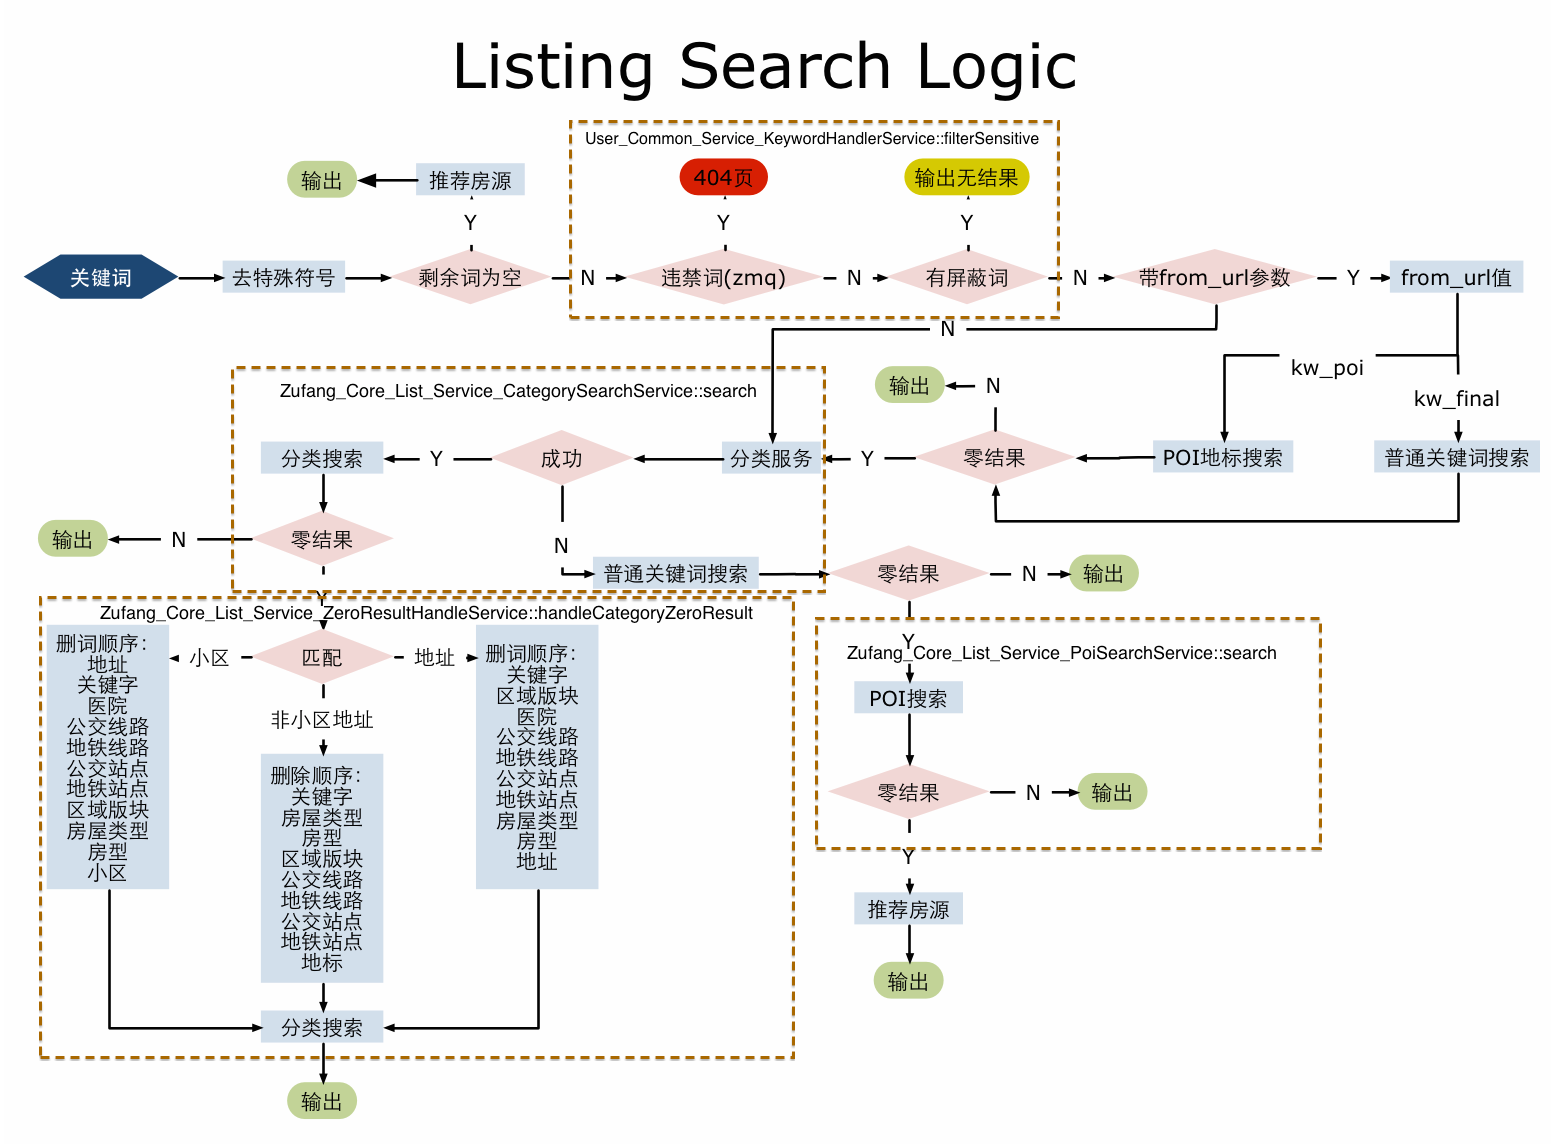 Listing Search Logic
User_Common_Service_KeywordHandlerService::filterSensitive
输出
推荐房源
404页
输出无结果
Y
Y
Y
关键词
去特殊符号
剩余词为空
N
违禁词(zmq)
N
有屏蔽词
N
带from_url参数
Y
from_url值
N
kw_poi
kw_final
Zufang_Core_List_Service_CategorySearchService::search
输出
N
分类搜索
Y
成功
分类服务
Y
零结果
POI地标搜索
普通关键词搜索
输出
N
零结果
N
普通关键词搜索
零结果
N
输出
Y
Zufang_Core_List_Service_ZeroResultHandleService::handleCategoryZeroResult
删词顺序：
地址
关键字
医院
公交线路
地铁线路
公交站点
地铁站点
区域版块
房屋类型
房型
小区
小区
匹配
地址
非小区地址
删除顺序：
关键字
房屋类型
房型
区域版块
公交线路
地铁线路
公交站点
地铁站点
地标
删词顺序：
关键字
区域版块
医院
公交线路
地铁线路
公交站点
地铁站点
房屋类型
房型
地址
分类搜索
输出
Y
Zufang_Core_List_Service_PoiSearchService::search
POI搜索
零结果
N
输出
Y
推荐房源
输出